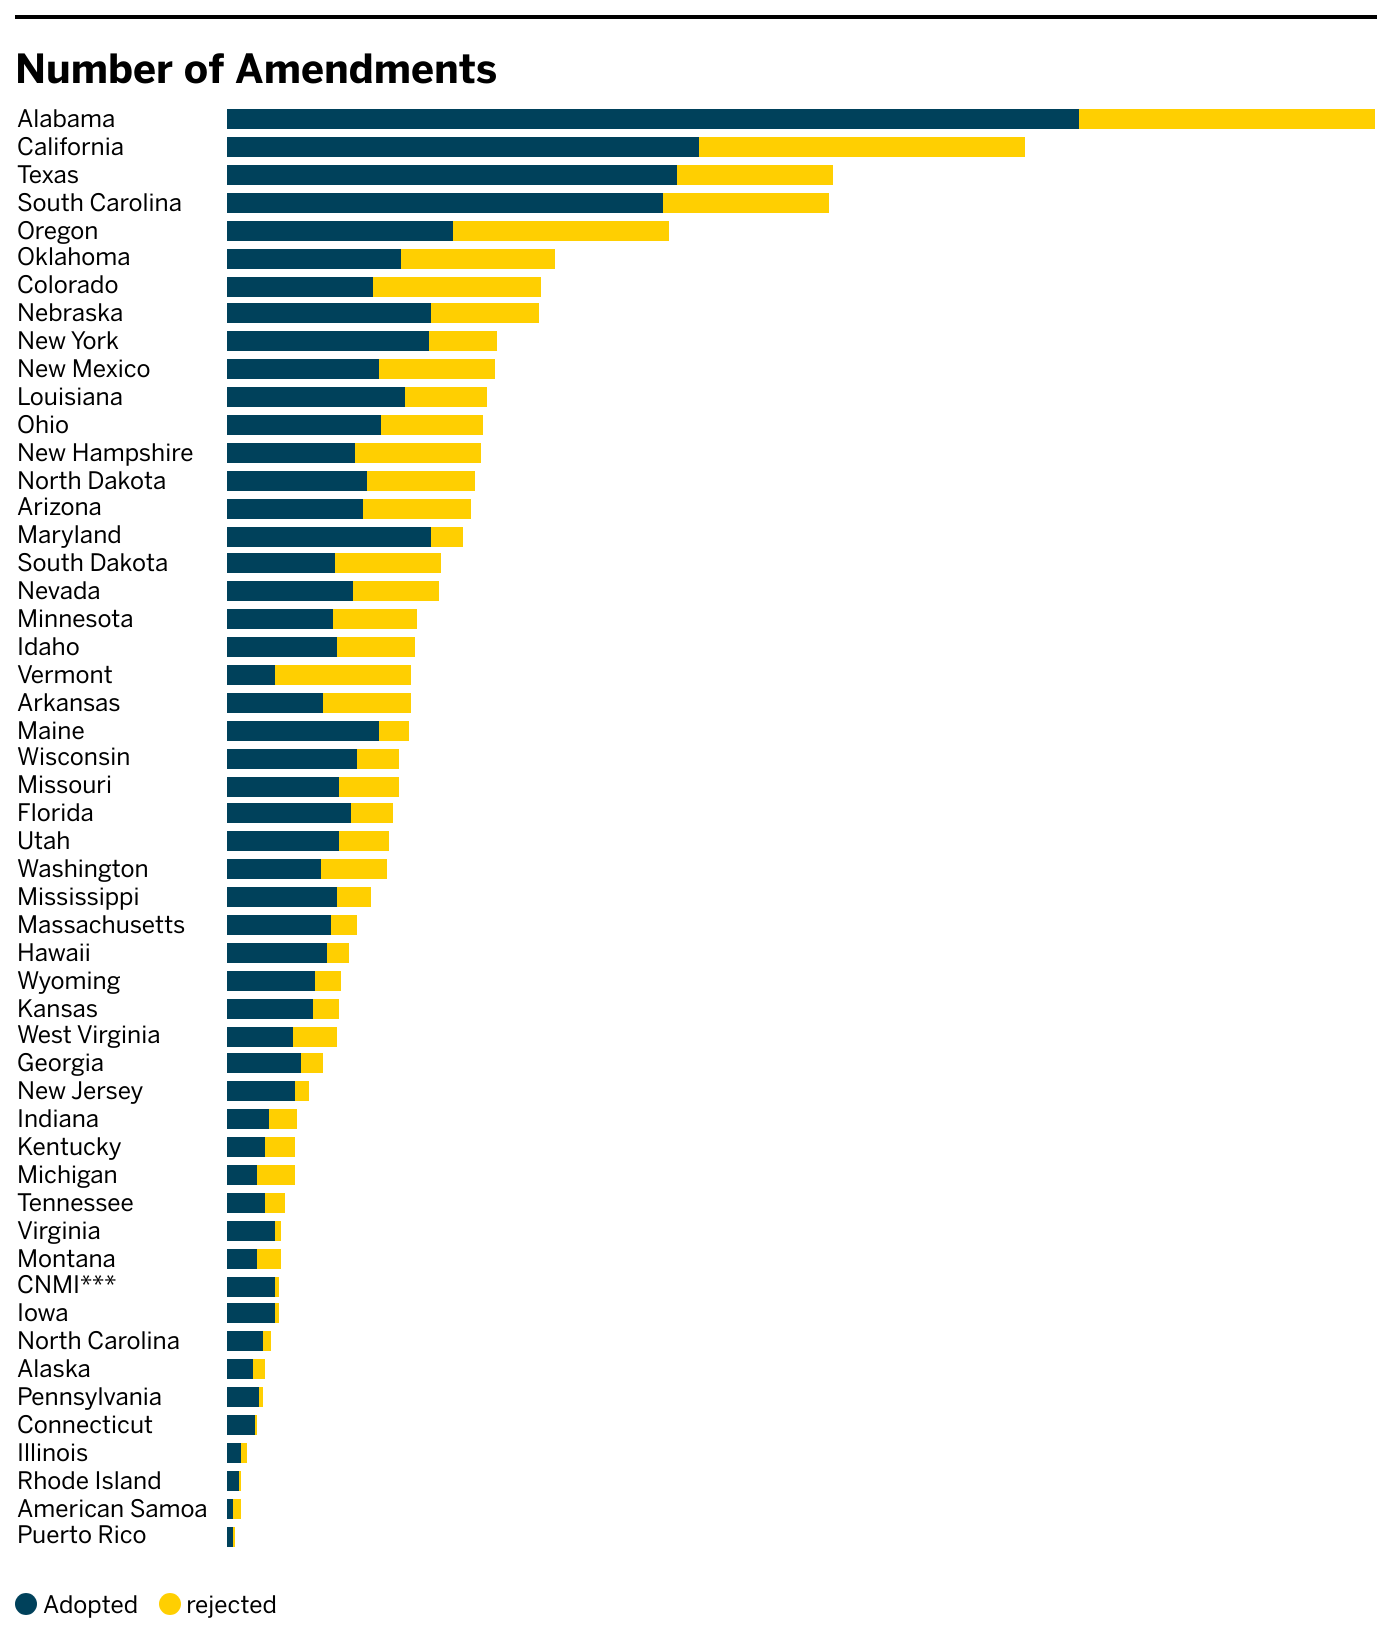 Number of Amendments
Alabama
California
Texas
South Carolina
Oregon
Oklahoma
Colorado
Nebraska
New York
New Mexico
Louisiana
Ohio
New Hampshire
North Dakota
Arizona
Maryland
South Dakota
Nevada
Minnesota
Idaho
Vermont
Arkansas
Maine
Wisconsin
Missouri
Florida
Utah
Washington
Mississippi
Massachusetts
Hawaii
Wyoming
Kansas
West Virginia
Georgia
New Jersey
Indiana
Kentucky
Michigan
Tennessee
Virginia
Montana
CNMI***
Iowa
North Carolina
Alaska
Pennsylvania
Connecticut
Illinois
Rhode Island
American Samoa
Puerto Rico
Adopted rejected